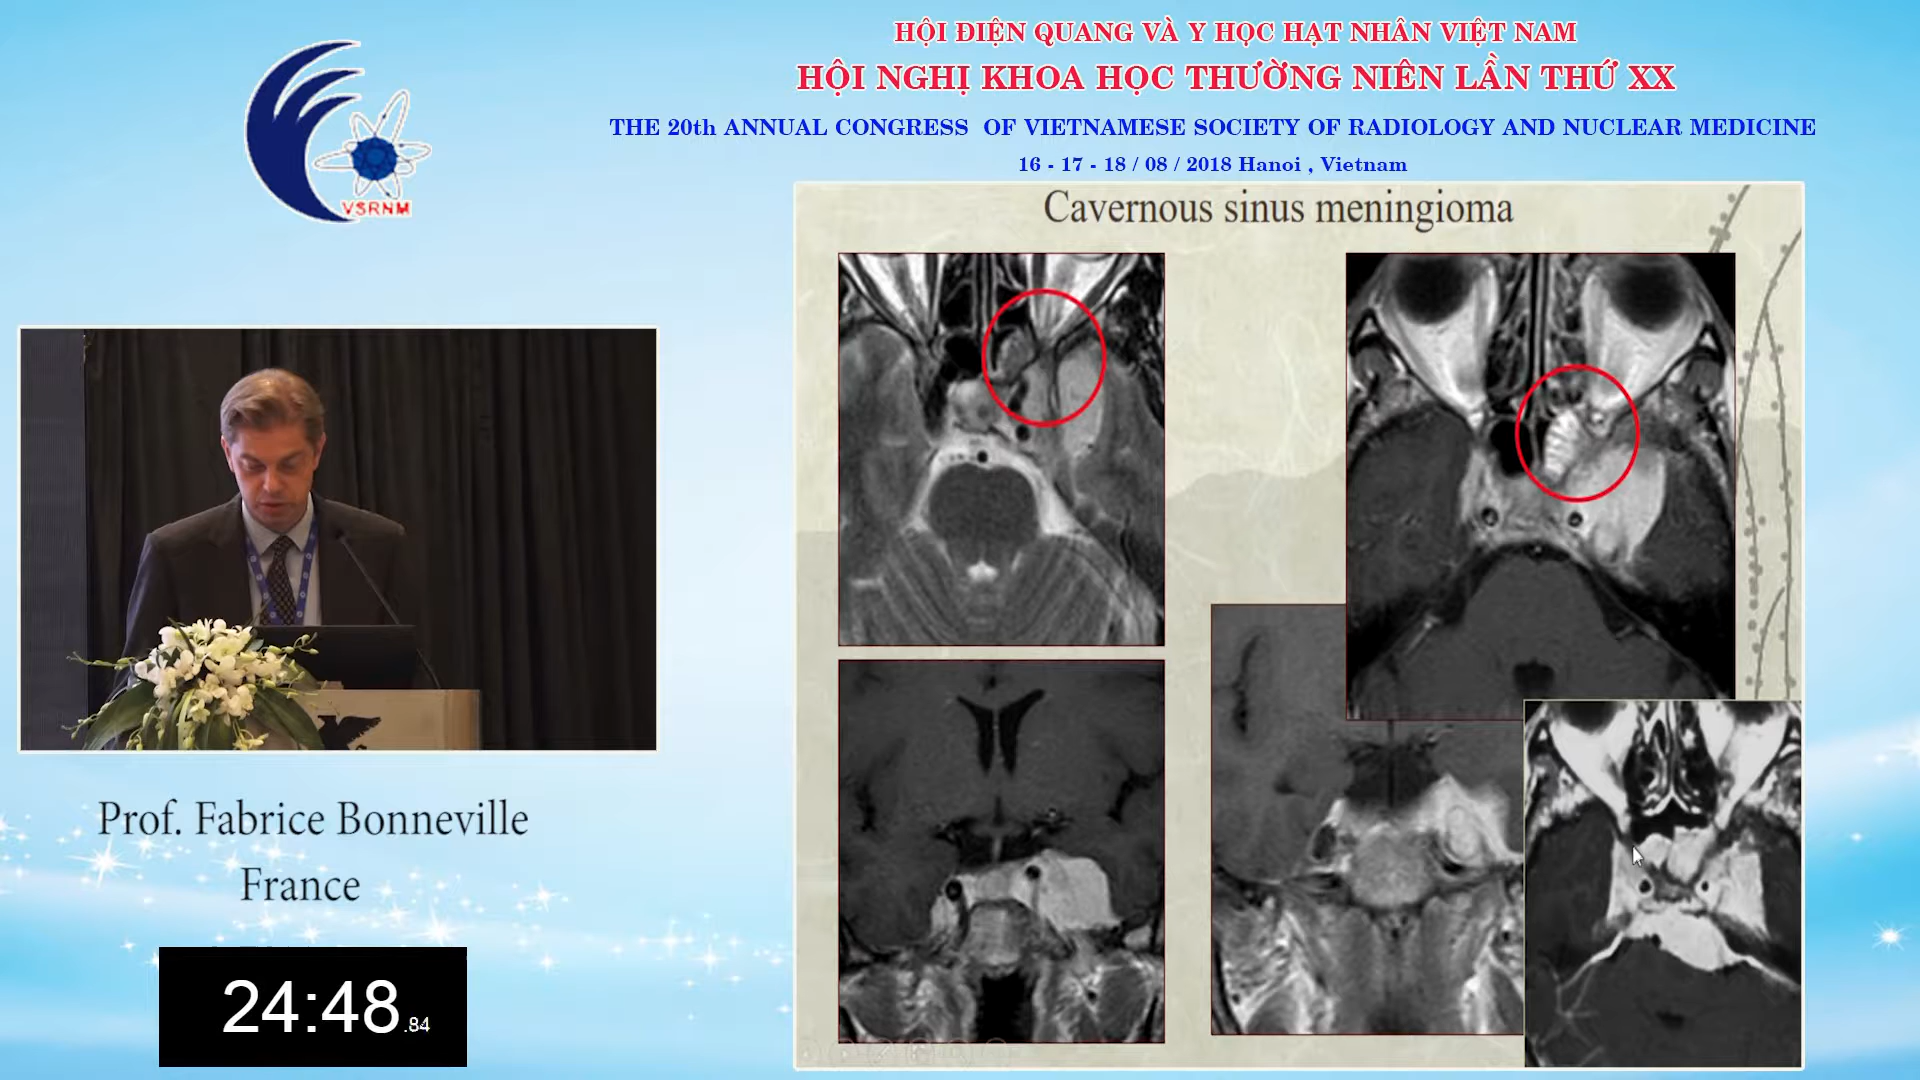 HỘI ĐIỆN QUANG VÀ Y HỌC HẠT NHÂN VIỆT NAM
HỘI NGHỊ KHOA HỌC THƯỜNG NIÊN LẦN THỨ XX
THE 20th ANNUAL CONGRESS OF VIETNAMESE SOCIETY OF RADIOLOGY AND NUCLEAR MEDICINE
16 - 17 - 18 / 08 / 2018 Hanoi , Vietnam
VSRNM
Cavernous sinus meningioma
Prof. Fabrice Bonneville
France
24:48.84